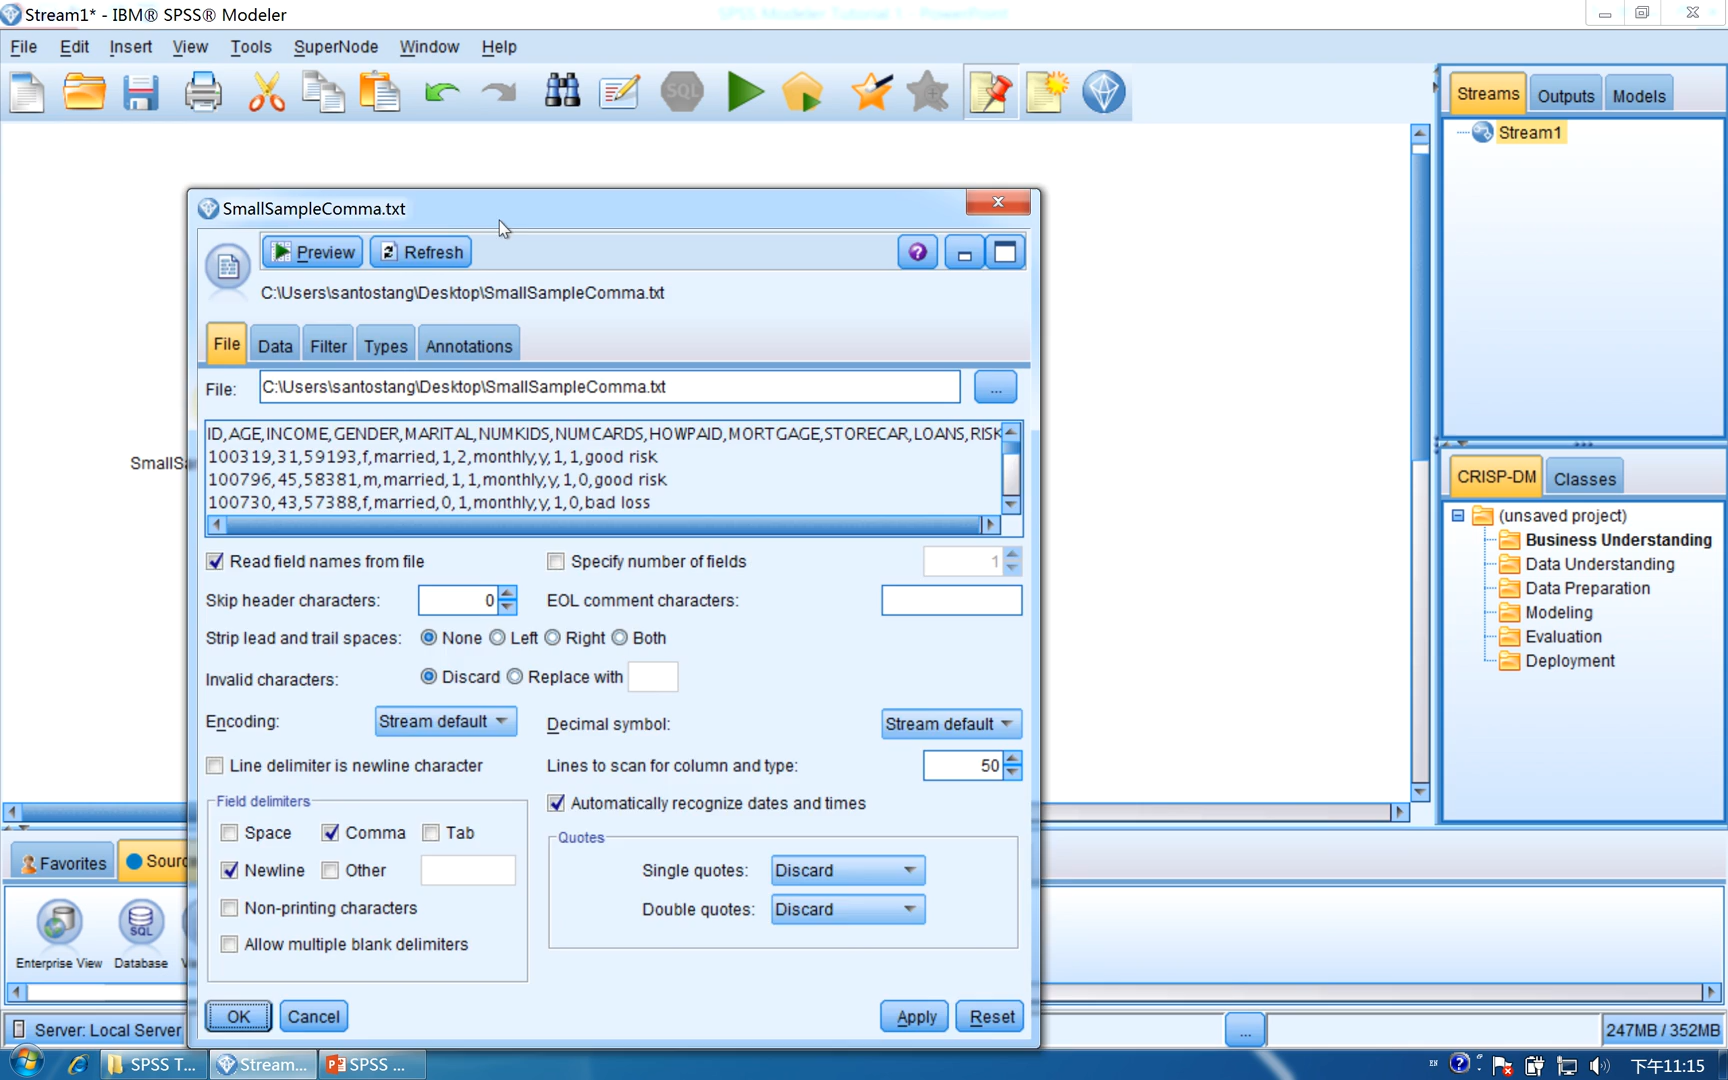 Stream1* - IBM® SPSS® Modeler
SPSS Modeler Tutorial 1 - PowerPoint
File Edit Insert View Tools SuperNode Window Help
SQL
Streams Outputs Models
Stream1
SmallSampleComma.txt
Preview Refresh
C:\Users\santostang\Desktop\SmallSampleComma.txt
File Data Filter Types Annotations
File: C:\Users\santostang\Desktop\SmallSampleComma.txt ...
ID,AGE,INCOME,GENDER,MARITAL,NUMKIDS,NUMCARDS,HOWPAID,MORTGAGE,STORECAR,LOANS,RISK
100319,31,59193,f,married,1,2,monthly,y,1,1,good risk
100796,45,58381,m,married,1,1,monthly,y,1,0,good risk
100730,43,57388,f,married,0,1,monthly,y,1,0,bad loss
SmallSa
Read field names from file Specify number of fields 1
Skip header characters: 0 EOL comment characters:
Strip lead and trail spaces: None Left Right Both
Invalid characters: Discard Replace with
Encoding: Stream default Decimal symbol: Stream default
Line delimiter is newline character Lines to scan for column and type: 50
Field delimiters Automatically recognize dates and times
Space Comma Tab
Newline Other
Non-printing characters
Allow multiple blank delimiters
Quotes
Single quotes: Discard
Double quotes: Discard
OK Cancel Apply Reset
CRISP-DM Classes
(unsaved project)
Business Understanding
Data Understanding
Data Preparation
Modeling
Evaluation
Deployment
Favorites Sourc
SQL
Enterprise View Database
Server: Local Server ... 247MB / 352MB
SPSS T... Stream... SPSS ... EN 下午11:15